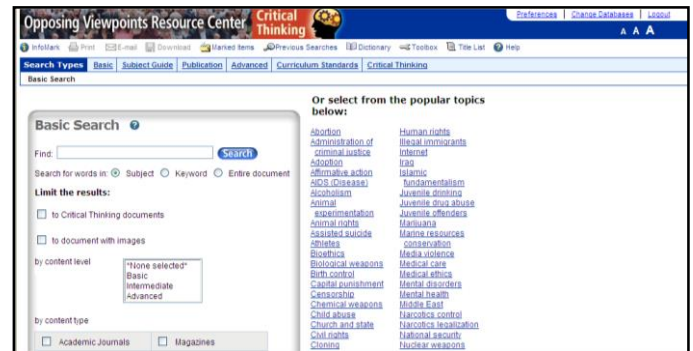 Opposing Viewpoints Resource Center Critical Thinking
Preferences Change Databases Logout
A A A
InfoMark Print E-mail Download Marked Items Previous Searches Dictionary Toolbox Title List Help
Search Types Basic Subject Guide Publication Advanced Curriculum Standards Critical Thinking
Basic Search
Basic Search
Find: Search
Search for words in: Subject Keyword Entire document
Limit the results:
to Critical Thinking documents
to document with images
by content level
*None selected*
Basic
Intermediate
Advanced
by content type
Academic Journals Magazines
Or select from the popular topics
below:
Abortion
Administration of
criminal justice
Adoption
Affirmative action
AIDS (Disease)
Alcoholism
Animal
experimentation
Animal rights
Assisted suicide
Athletes
Bioethics
Biological weapons
Birth control
Capital punishment
Censorship
Chemical weapons
Child abuse
Church and state
Civil rights
Cloning
Human rights
Illegal immigrants
Internet
Iraq
Islamic
fundamentalism
Juvenile drinking
Juvenile drug abuse
Juvenile offenders
Marijuana
Marine resources
conservation
Media violence
Medical care
Medical ethics
Mental disorders
Mental health
Middle East
Narcotics control
Narcotics legalization
National security
Nuclear weapons